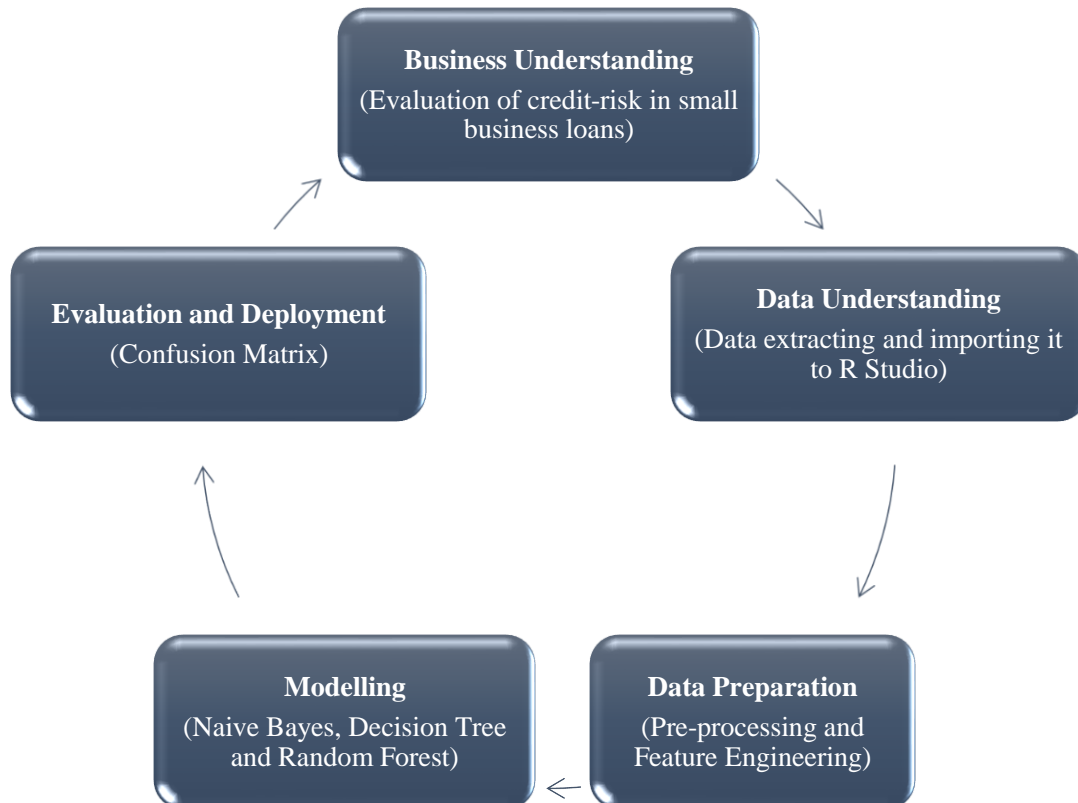 Business Understanding
(Evaluation of credit-risk in small
business loans)
Evaluation and Deployment
(Confusion Matrix)
Data Understanding
(Data extracting and importing it
to R Studio)
Modelling
(Naive Bayes, Decision Tree
and Random Forest)
Data Preparation
(Pre-processing and
Feature Engineering)